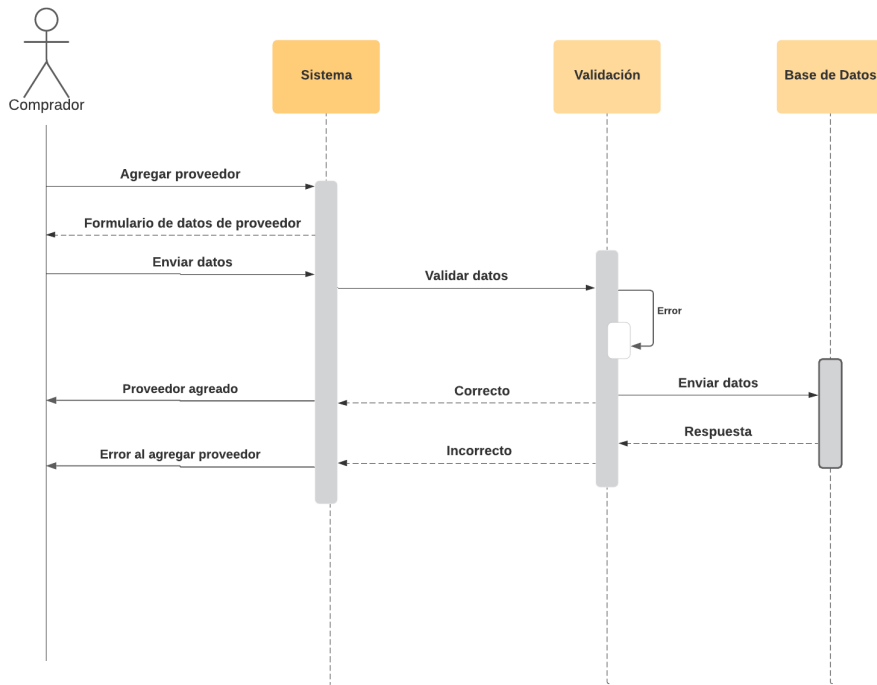 Comprador
Sistema
Validación
Base de Datos
Agregar proveedor
Formulario de datos de proveedor
Enviar datos
Validar datos
Error
Enviar datos
Proveedor agreado
Correcto
Respuesta
Incorrecto
Error al agregar proveedor